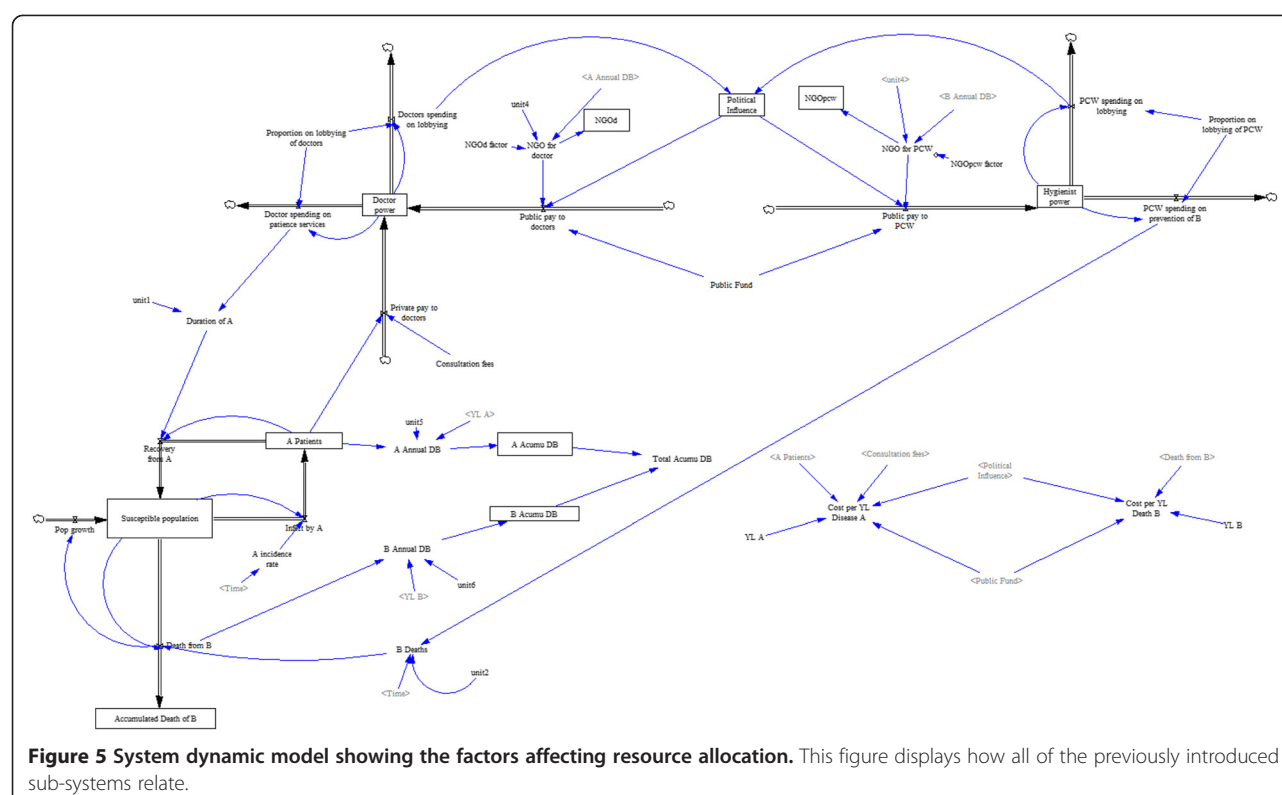 <A Annual DB>
<unit4>
Doctors spending
on lobbying
unit4
NGOd
Political
Influence
NGOpcw
<B Annual DB>
PCW spending on
lobbying
Proportion on lobbying
of doctors
NGOd factor
NGO for
doctor
NGO for PCW
NGOpcw factor
Proportion on
lobbying of PCW
Doctor
power
Hygienist
power
Doctor spending on
patience services
Public pay to
doctors
Public pay to
PCW
PCW spending on
prevention of B
Public Fund
unit1
Duration of A
Private pay to
doctors
Consultation fees
Recovery
from A
A Patients
unit5
<YL A>
A Annual DB
A Acumu DB
Total Acumu DB
<A Patients>
<Consultation fees>
<Political
Influence>
<Death from B>
Pop growth
Susceptible population
Infect by A
B Acumu DB
Cost per YL
Disease A
Cost per YL
Death B
YL A
YL B
A incidence
rate
<Time>
B Annual DB
unit6
<YL B>
<Public Fund>
Death from B
B Deaths
unit2
<Time>
Accumulated Death of B
Figure 5 System dynamic model showing the factors affecting resource allocation. This figure displays how all of the previously introduced
sub-systems relate.